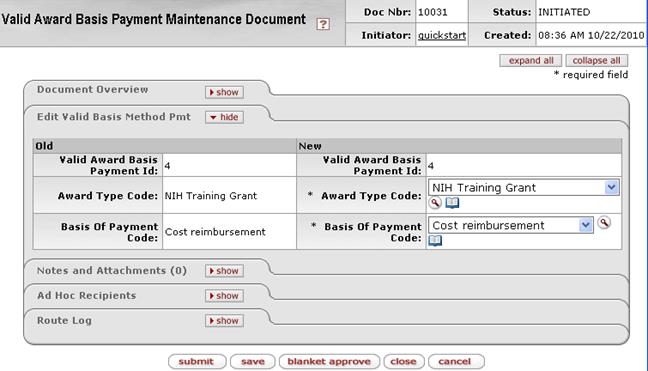 Valid Award Basis Payment Maintenance Document ?
Doc Nbr: 10031 Status: INITIATED
Initiator: quickstart Created: 08:36 AM 10/22/2010
expand all collapse all
* required field
Document Overview show
Edit Valid Basis Method Pmt hide
Old New
Valid Award Basis Payment Id: 4 Valid Award Basis Payment Id: 4
Award Type Code: NIH Training Grant * Award Type Code: NIH Training Grant
Basis Of Payment Code: Cost reimbursement * Basis Of Payment Code: Cost reimbursement
Notes and Attachments (0) show
Ad Hoc Recipients show
Route Log show
submit save blanket approve close cancel